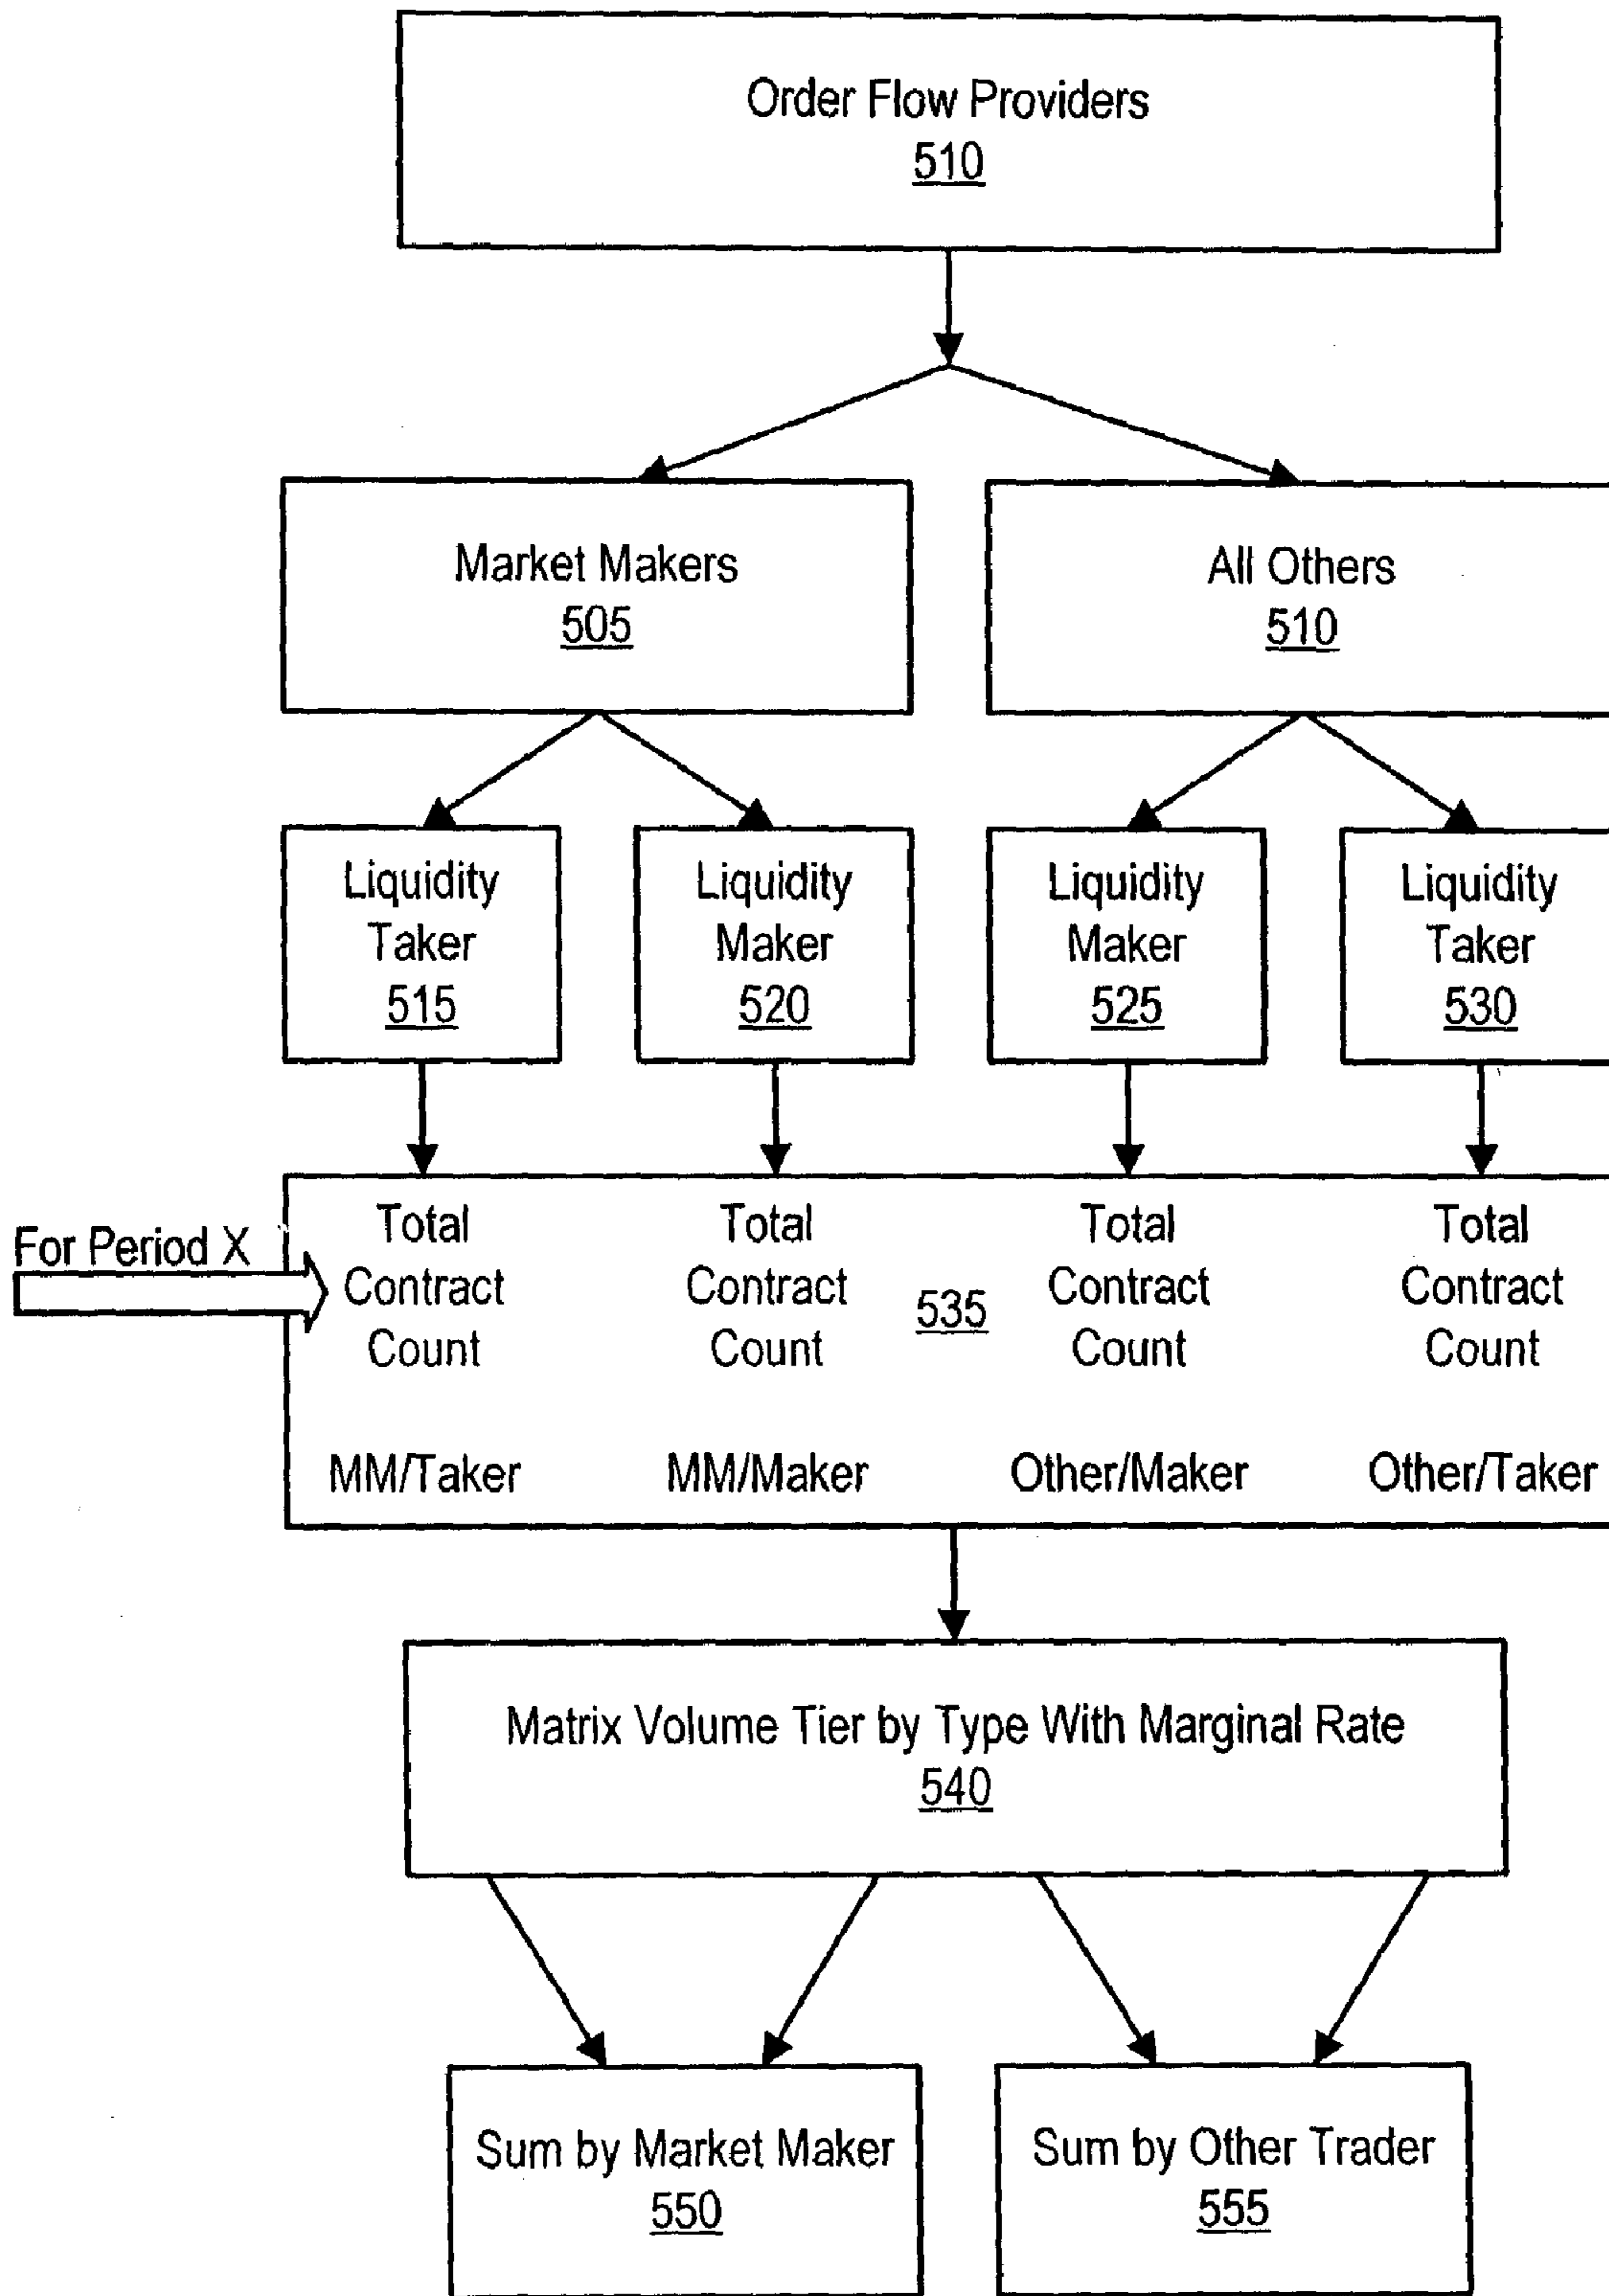 Order Flow Providers
510
Market Makers
505
All Others
510
Liquidity
Taker
515
Liquidity
Maker
520
Liquidity
Maker
525
Liquidity
Taker
530
For Period X
Total
Contract
Count
MM/Taker
Total
Contract
Count
MM/Maker
535
Total
Contract
Count
Other/Maker
Total
Contract
Count
Other/Taker
Matrix Volume Tier by Type With Marginal Rate
540
Sum by Market Maker
550
Sum by Other Trader
555